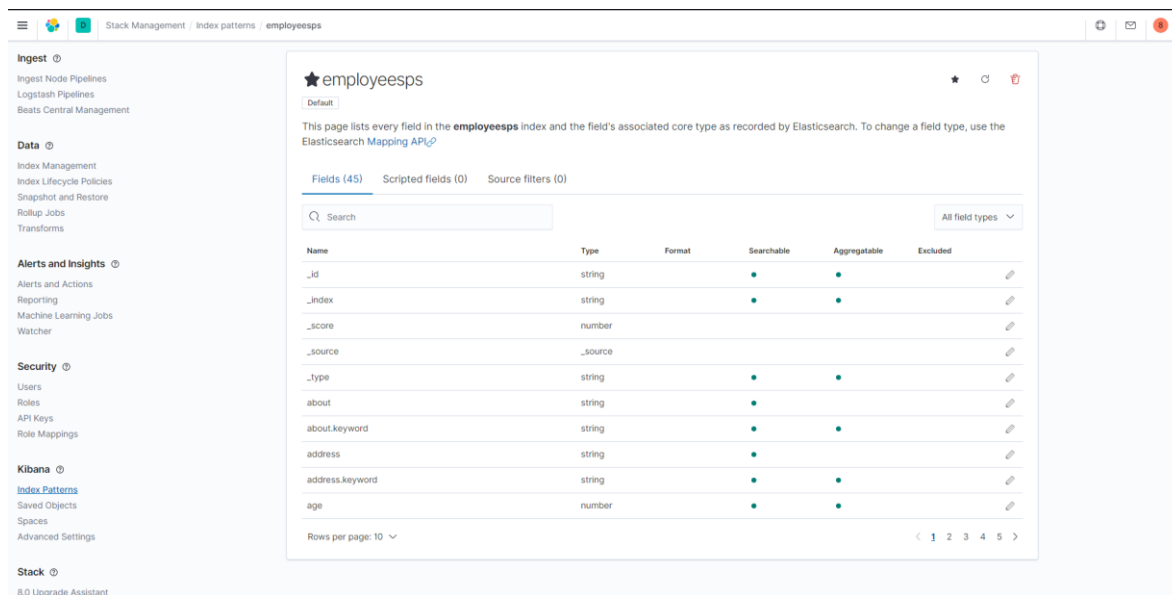 D Stack Management / Index patterns / employeesps 8
Ingest
Ingest Node Pipelines
Logstash Pipelines
Beats Central Management
Data
Index Management
Index Lifecycle Policies
Snapshot and Restore
Rollup Jobs
Transforms
Alerts and Insights
Alerts and Actions
Reporting
Machine Learning Jobs
Watcher
Security
Users
Roles
API Keys
Role Mappings
Kibana
Index Patterns
Saved Objects
Spaces
Advanced Settings
Stack
8.0 Upgrade Assistant
employeesps
Default
This page lists every field in the employeesps index and the field's associated core type as recorded by Elasticsearch. To change a field type, use the
Elasticsearch Mapping API
Fields (45) Scripted fields (0) Source filters (0)
Search All field types
Name Type Format Searchable Aggregatable Excluded
_id string
_index string
_score number
_source _source
_type string
about string
about.keyword string
address string
address.keyword string
age number
Rows per page: 10 < 1 2 3 4 5 >